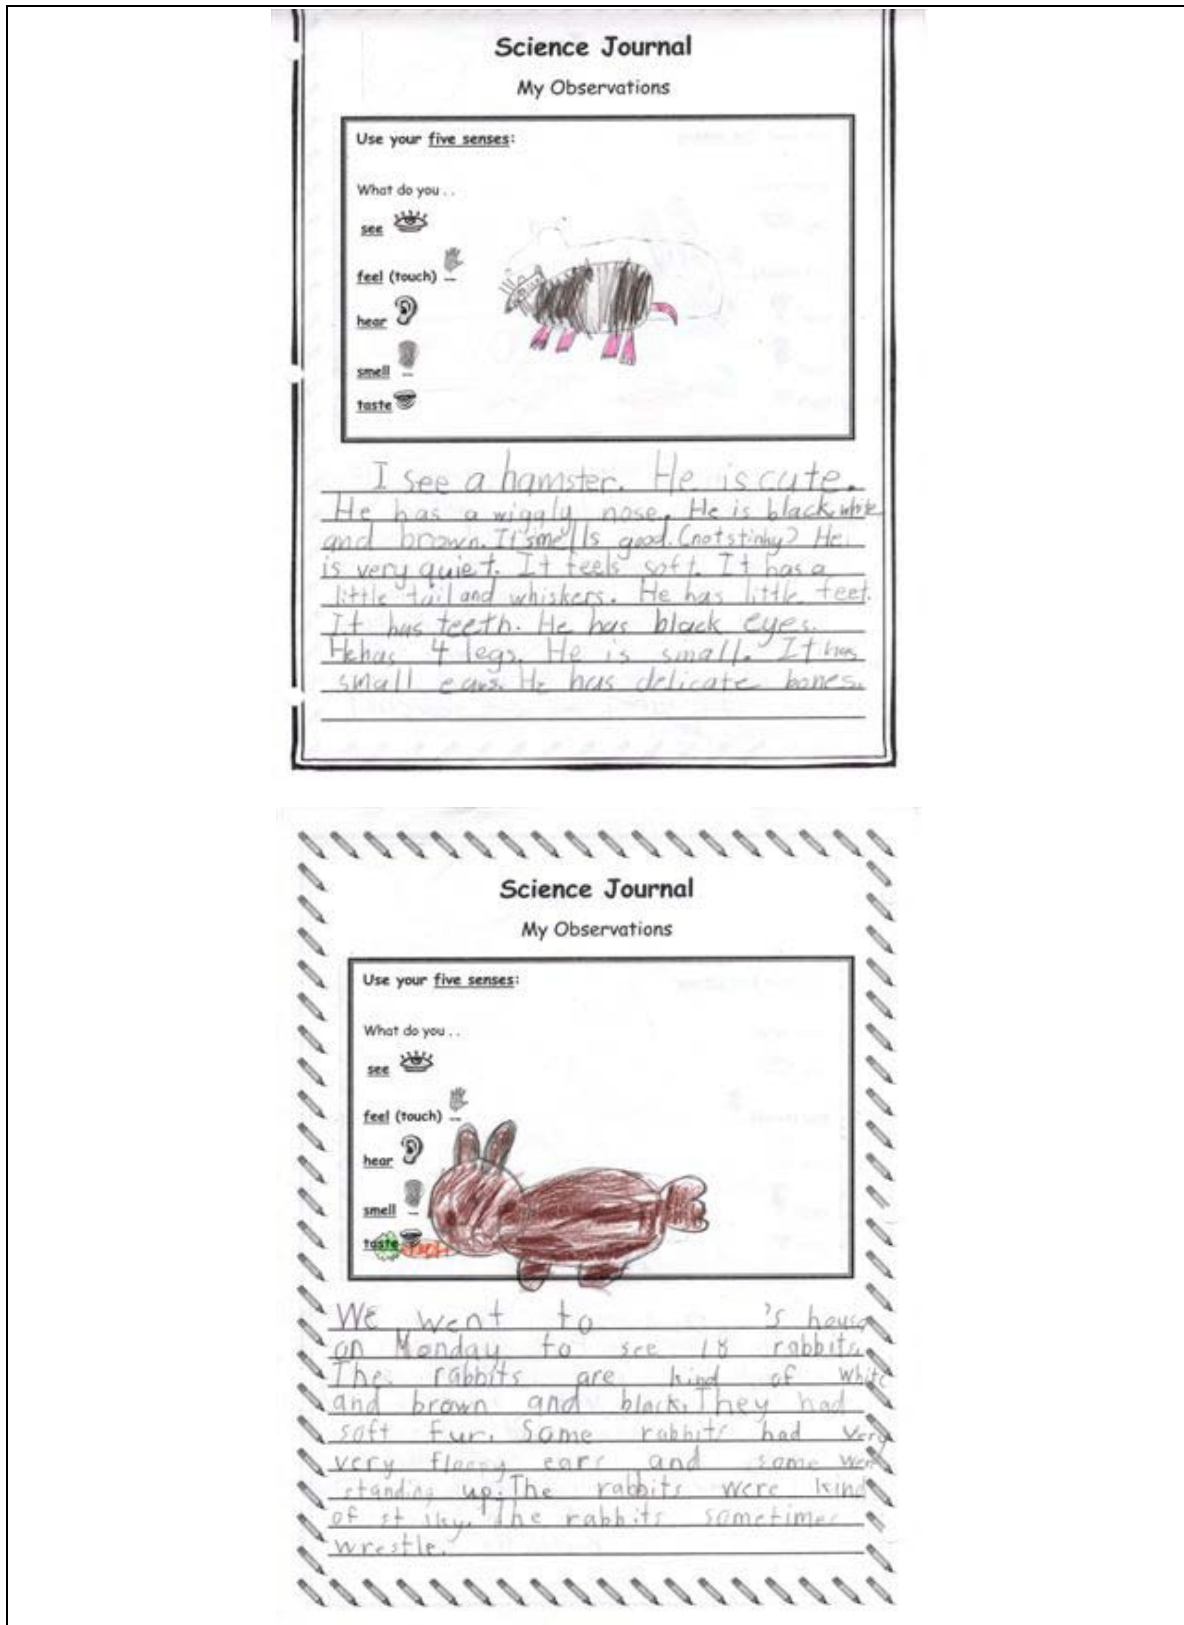 Science Journal
My Observations
Use your five senses:
What do you . .
see
feel (touch)
hear
smell
taste
I see a hamster. He is cute.
He has a wiggly nose. He is black, white
and brown. It smells good. (not stinky) He
is very quiet. It feels soft. It has a
little tail and whiskers. He has little feet.
It has teeth. He has black eyes.
He has 4 legs. He is small. It has
small ears. He has delicate bones.
Science Journal
My Observations
Use your five senses:
What do you . .
see
feel (touch)
hear
smell
taste
We went to 's house
on Monday to see 18 rabbits.
The rabbits are kind of white
and brown and black. They had
soft fur. Some rabbits had very
very floppy ears and some
standing up. The rabbits were kind
of The rabbits sometimes
wrestle.